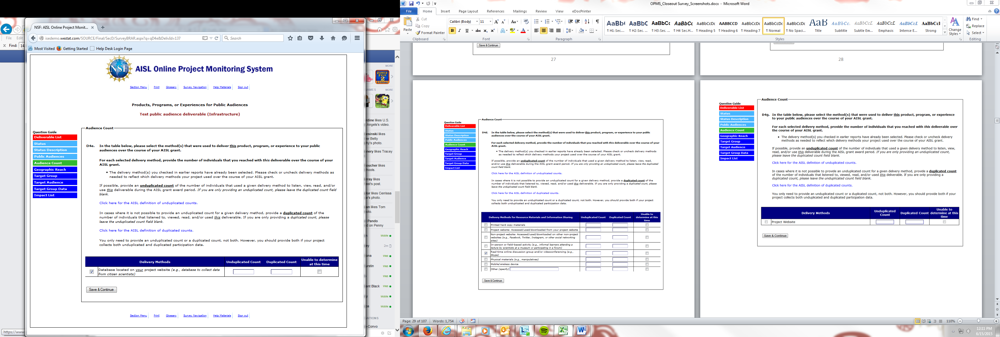 NSF: AISL Online Project Monit...
isedemo.westat.com/SOURCE/Final/SecD/SurveyBRAR.aspx?q=qD4e&DelivId=137
Search
File Edit
X Find: 14
Most Visited Getting Started Help Desk Login Page
NSF AISL Online Project Monitoring System
Section Menu Print Glossary Survey Navigation Help Materials Sign out
Products, Programs, or Experiences for Public Audiences
Test public audience deliverable (Infrastructure)
Question Guide
Deliverable List
Status
Status Description
Public Audiences
Audience Count
Geographic Reach
Target Group
Target Audience
Target Group Data
Impact List
Audience Count
D4e. In the table below, please select the method(s) that were used to deliver this product, program, or experience to your public
audiences over the course of your AISL grant.
For each selected delivery method, provide the number of individuals that you reached with this deliverable over the course of your
AISL grant.
• The delivery method(s) you checked in earlier reports have already been selected. Please check or uncheck delivery methods as
needed to reflect which delivery methods your project used over the course of your AISL grant.
If possible, provide an unduplicated count of the number of individuals that used a given delivery method to listen, view, read, and/or
use this deliverable during the AISL grant award period. If you are only providing an unduplicated count, please leave the duplicated count field
blank.
Click here for the AISL definition of unduplicated counts.
In cases where it is not possible to provide an unduplicated count for a given delivery method, provide a duplicated count of the
number of individuals that listened to, viewed, read, and/or used this deliverable. If you are only providing a duplicated count, please
leave the unduplicated count field blank.
Click here for the AISL definition of duplicated counts.
You only need to provide an unduplicated count or a duplicated count, not both. However, you should provide both if your project
collects both unduplicated and duplicated participation data.
Delivery Methods Unduplicated Count Duplicated Count Unable to determine
at this time
Database located on your project website (e.g., database to collect data
from citizen scientists)
Save & Continue
Section Menu Print Glossary Survey Navigation Help Materials Sign out
https://www
MORE
FAMILY
FEUD
2
& friends!
GAMES MORE
rdine likes U.S.
Angels's video.
esinski likes
er Betty
hy's photo.
nery likes Tracey
oucher likes
hools.
rray likes
ast's post.
lor likes Cerrissa
w's photo.
an likes Tom
oto.
Pando
d on Penny
Mobile
ey 2m
ona Web
urstin Web
Web
ent Black Web
Mobile
Mobile
-Convo
OPMS_Closeout Survey_Screenshots.docx - Microsoft Word
File Home Insert Page Layout References Mailings Review View eDocPrinter
Paste
Cut
Copy
Format Painter
Calibri (Body) 11
AaBb( AaBbC AaBbCc AaBbCc AaBbCcDc AABBCCD AaBbCcDc AaBbCcDc AaBbCcDc AaB AaBbCc. AaBbCcL AaBbCcL AaBbCcL AaBbCcl
¶ H1-Sec.... ¶ H2-Sec. ... ¶ H3-Sec. ... ¶ H4 Sec.H... ¶ Heading 5 ¶ Heading 6 ¶ Heading 7 ¶ Normal ¶ No Spaci... Title Subtitle Subtle Em... Emphasis Intense E... Strong
Change
Styles
Find
Replace
Select
Clipboard Font Paragraph Styles Editing
Save & Continue
27
28
Question Guide
Deliverable List
Status
Status Description
Public Audiences
Audience Count
Geographic Reach
Target Group
Target Audience
Target Group Data
Impact List
Audience Count
D4d. In the table below, please select the method(s) that were used to deliver this product, program, or experience to your public
audiences over the course of your AISL grant.
For each selected delivery method, provide the number of individuals that you reached with this deliverable over the course of your
AISL grant.
• The delivery method(s) you checked in earlier reports have already been selected. Please check or uncheck delivery methods
as needed to reflect which delivery methods your project used over the course of your AISL grant.
If possible, provide an unduplicated count of the number of individuals that used a given delivery method to listen, view, read,
and/or use this deliverable during the AISL grant award period. If you are only providing an unduplicated count, please leave the duplicated
count field blank.
Click here for the AISL definition of unduplicated counts.
In cases where it is not possible to provide an unduplicated count for a given delivery method, provide a duplicated count of the
number of individuals that listened to, viewed, read, and/or used this deliverable. If you are only providing a duplicated count, please
leave the unduplicated count field blank.
Click here for the AISL definition of duplicated counts.
You only need to provide an unduplicated count or a duplicated count, not both. However, you should provide both if your project
collects both unduplicated and duplicated participation data.
Delivery Methods for Resource Materials and Information Sharing Unduplicated Count Duplicated Count Unable to
determine at this
time
Printed hard copy materials
Project website: Accessed/used/downloaded from your project website
Non-project website: Accessed/used/downloaded on other non-project
websites (e.g., Facebook, Twitter, Instagram, or other social networking
sites)
In-person or field-based activity (e.g., informal learners attending a
lecture by scientists at a museum or participating in a forum)
Real-time online discussion group and/or videoconferencing (e.g.,
Skype)
Physical materials (e.g., manipulatives)
Mobile/wireless device
Other (specify)
Save & Continue
Question Guide
Deliverable List
Status
Status Description
Public Audiences
Audience Count
Geographic Reach
Target Group
Target Audience
Target Group Data
Impact List
Audience Count
D4g. In the table below, please select the method(s) that were used to deliver this product, program, or experience
to your public audiences over the course of your AISL grant.
For each selected delivery method, provide the number of individuals that you reached with this deliverable over
the course of your AISL grant.
• The delivery method(s) you checked in earlier reports have already been selected. Please check or uncheck delivery
methods as needed to reflect which delivery methods your project used over the course of your AISL grant.
If possible, provide an unduplicated count of the number of individuals that used a given delivery method to listen, view,
read, and/or use this deliverable during the AISL grant award period. If you are only providing an unduplicated count,
please leave the duplicated count field blank.
Click here for the AISL definition of unduplicated counts.
In cases where it is not possible to provide an unduplicated count for a given delivery method, provide a duplicated count
of the number of individuals that listened to, viewed, read, and/or used this deliverable. If you are only providing a
duplicated count, please leave the unduplicated count field blank.
Click here for the AISL definition of duplicated counts.
You only need to provide an unduplicated count or a duplicated count, not both. However, you should provide both if your
project collects both unduplicated and duplicated participation data.
Delivery Methods Unduplicated
Count Duplicated Count Unable to
determine at this
time
Project Website
Save & Continue
Page: 29 of 107 Words: 1,754
110%
12:11 PM
6/15/2015